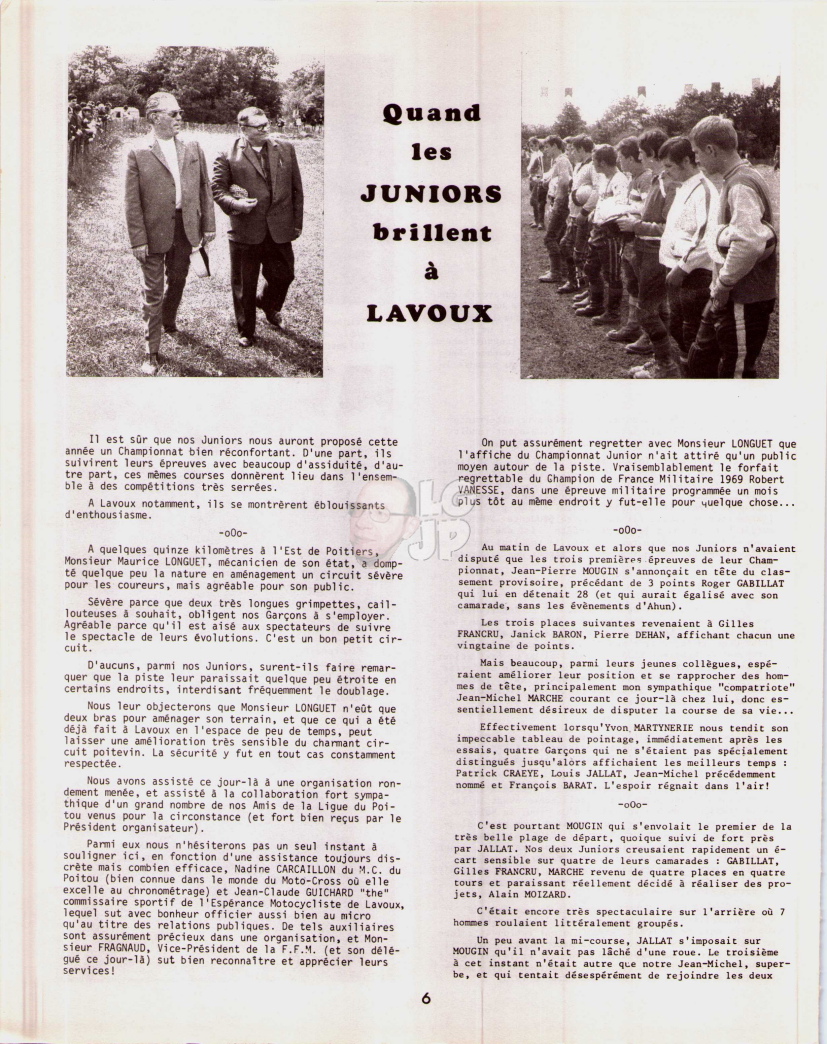 Quand
les
JUNIORS
brillent
à
LAVOUX
Il est sûr que nos Juniors nous auront proposé cette
année un Championnat bien réconfortant. D'une part, ils
suivirent leurs épreuves avec beaucoup d'assiduité, d'au-
tre part, ces mêmes courses donnèrent lieu dans l'ensem-
ble à des compétitions très serrées.
A Lavoux notamment, ils se montrèrent éblouissants
d'enthousiasme.
-oOo-
A quelques quinze kilomètres à l'Est de Poitiers,
Monsieur Maurice LONGUET, mécanicien de son état, a domp-
té quelque peu la nature en aménagement un circuit sévère
pour les coureurs, mais agréable pour son public.
Sévère parce que deux très longues grimpettes, cail-
louteuses à souhait, obligent nos Garçons à s'employer.
Agréable parce qu'il est aisé aux spectateurs de suivre
le spectacle de leurs évolutions. C'est un bon petit cir-
cuit.
D'aucuns, parmi nos Juniors, surent-ils faire remar-
quer que la piste leur paraissait quelque peu étroite en
certains endroits, interdisant fréquemment le doublage.
Nous leur objecterons que Monsieur LONGUET n'eût que
deux bras pour aménager son terrain, et que ce qui a été
déjà fait à Lavoux en l'espace de peu de temps, peut
laisser une amélioration très sensible du charmant cir-
cuit poitevin. La sécurité y fut en tout cas constamment
respectée.
Nous avons assisté ce jour-là à une organisation ron-
dement menée, et assisté à la collaboration fort sympa-
thique d'un grand nombre de nos Amis de la Ligue du Poi-
tou venus pour la circonstance (et fort bien reçus par le
Président organisateur).
Parmi eux nous n'hésiterons pas un seul instant à
souligner ici, en fonction d'une assistance toujours dis-
crète mais combien efficace, Nadine CARCAILLON du M.C. du
Poitou (bien connue dans le monde du Moto-Cross où elle
excelle au chronométrage) et Jean-Claude GUICHARD "the"
commissaire sportif de l'Espérance Motocycliste de Lavoux,
lequel sut avec bonheur officier aussi bien au micro
qu'au titre des relations publiques. De tels auxiliaires
sont assurément précieux dans une organisation, et Mon-
sieur FRAGNAUD, Vice-Président de la F.F.M. (et son délé-
gué ce jour-là) sut bien reconnaître et apprécier leurs
services!
On put assurément regretter avec Monsieur LONGUET que
l'affiche du Championnat Junior n'ait attiré qu'un public
moyen autour de la piste. Vraisemblablement le forfait
regrettable du Champion de France Militaire 1969 Robert
VANESSE, dans une épreuve militaire programmée un mois
plus tôt au même endroit y fut-elle pour quelque chose...
-oOo-
Au matin de Lavoux et alors que nos Juniors n'avaient
disputé que les trois premières épreuves de leur Cham-
pionnat, Jean-Pierre MOUGIN s'annonçait en tête du clas-
sement provisoire, précédant de 3 points Roger GABILLAT
qui lui en détenait 28 (et qui aurait égalisé avec son
camarade, sans les évènements d'Ahun).
Les trois places suivantes revenaient à Gilles
FRANCRU, Janick BARON, Pierre DEHAN, affichant chacun une
vingtaine de points.
Mais beaucoup, parmi leurs jeunes collègues, espé-
raient améliorer leur position et se rapprocher des hom-
mes de tête, principalement mon sympathique "compatriote"
Jean-Michel MARCHE courant ce jour-là chez lui, donc es-
sentiellement désireux de disputer la course de sa vie...
Effectivement lorsqu'Yvon MARTYNERIE nous tendit son
impeccable tableau de pointage, immédiatement après les
essais, quatre Garçons qui ne s'étaient pas spécialement
distingués jusqu'alors affichaient les meilleurs temps :
Patrick CRAEYE, Louis JALLAT, Jean-Michel précédemment
nommé et François BARAT. L'espoir régnait dans l'air!
-oOo-
C'est pourtant MOUGIN qui s'envolait le premier de la
très belle plage de départ, quoique suivi de fort près
par JALLAT. Nos deux Juniors creusaient rapidement un é-
cart sensible sur quatre de leurs camarades : GABILLAT,
Gilles FRANCRU, MARCHE revenu de quatre places en quatre
tours et paraissant réellement décidé à réaliser des pro-
jets, Alain MOIZARD.
C'était encore très spectaculaire sur l'arrière où 7
hommes roulaient littéralement groupés.
Un peu avant la mi-course, JALLAT s'imposait sur
MOUGIN qu'il n'avait pas lâché d'une roue. Le troisième
à cet instant n'était autre que notre Jean-Michel, super-
be, et qui tentait désespérément de rejoindre les deux
LG
JP
6